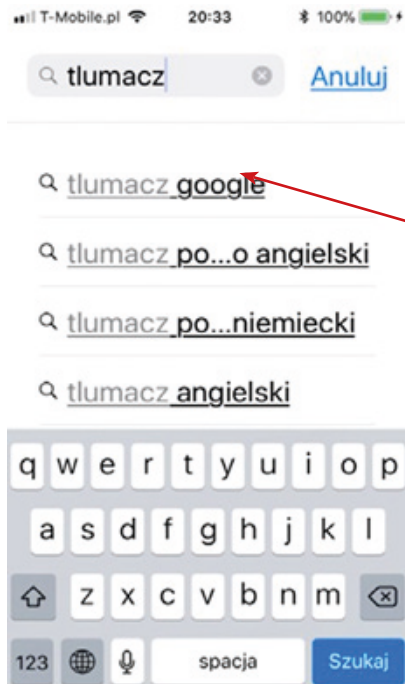 T-Mobile.pl 20:33 100%
tlumacz Anuluj
tlumacz google
tlumacz po...o angielski
tlumacz po...niemiecki
tlumacz angielski
q w e r t y u i o p
a s d f g h j k l
z x c v b n m
123 spacja Szukaj